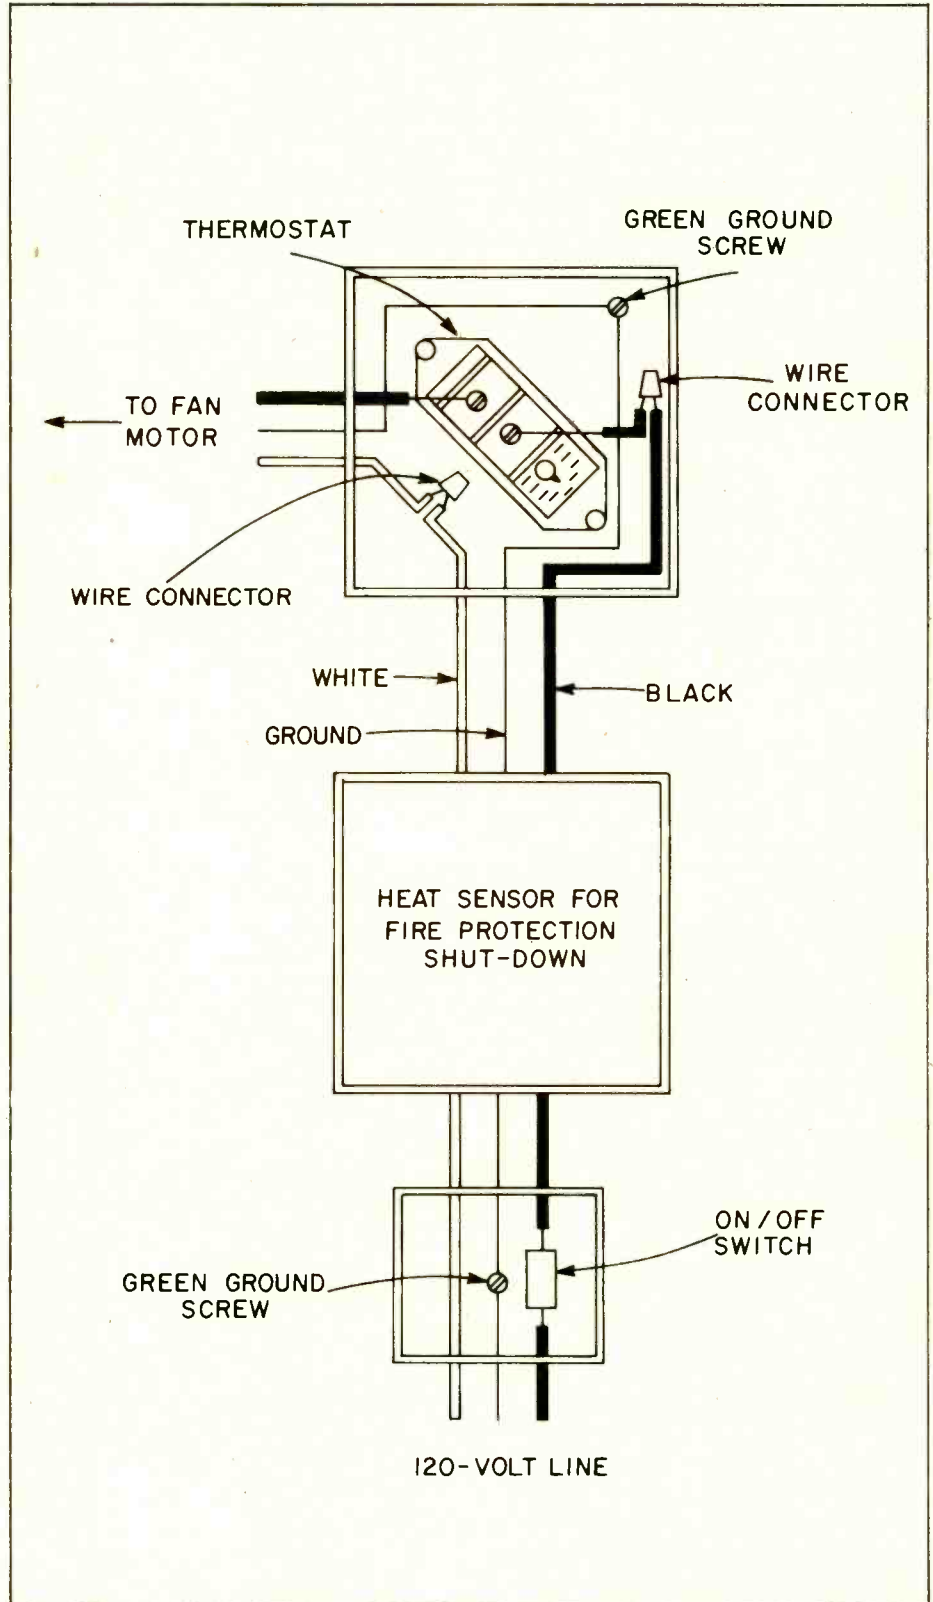 THERMOSTAT
GREEN GROUND
SCREW
TO FAN
MOTOR
WIRE
CONNECTOR
WIRE CONNECTOR
WHITE
BLACK
GROUND
HEAT SENSOR FOR
FIRE PROTECTION
SHUT-DOWN
ON/OFF
SWITCH
GREEN GROUND
SCREW
120-VOLT LINE